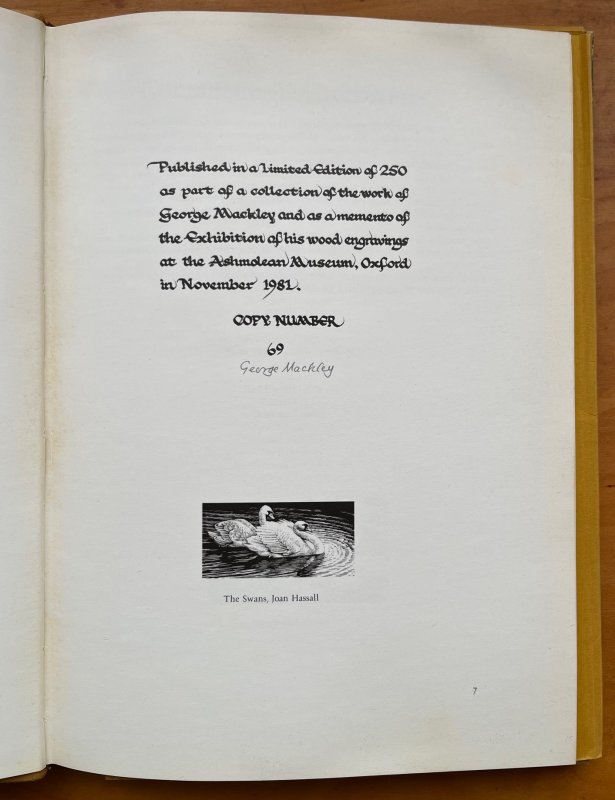 Published in a Limited Edition of 250
as part of a collection of the work of
George Mackley and as a memento of
the Exhibition of his wood engravings
at the Ashmolean Museum, Oxford
in November 1981.
COPY NUMBER
69
George Mackley
The Swans, Joan Hassall
7